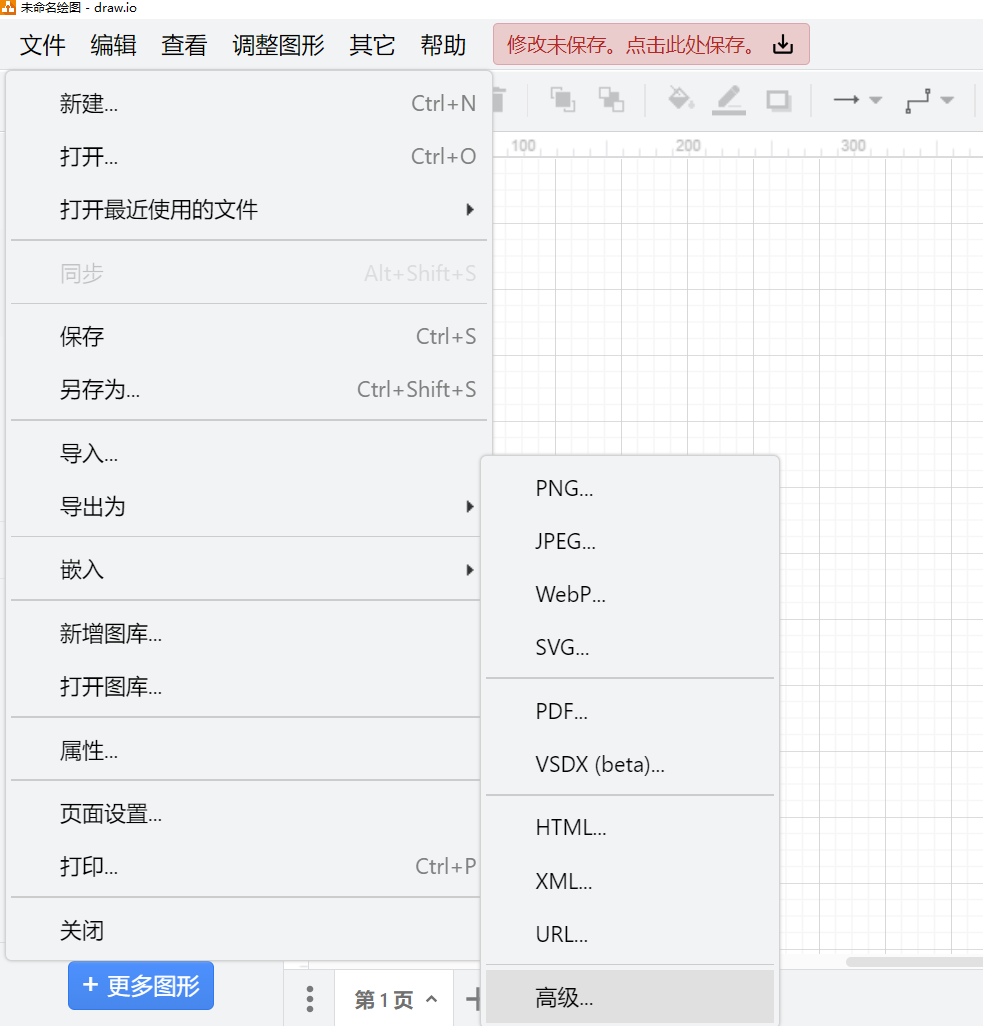 未命名绘图 - draw.io
文件 编辑 查看 调整图形 其它 帮助 修改未保存。点击此处保存。
100 200 300
新建... Ctrl+N
打开... Ctrl+O
打开最近使用的文件
同步 Alt+Shift+S
保存 Ctrl+S
另存为... Ctrl+Shift+S
导入...
导出为
嵌入
新增图库...
打开图库...
属性...
页面设置...
打印... Ctrl+P
关闭
PNG...
JPEG...
WebP...
SVG...
PDF...
VSDX (beta)...
HTML...
XML...
URL...
高级...
+ 更多图形
第 1 页